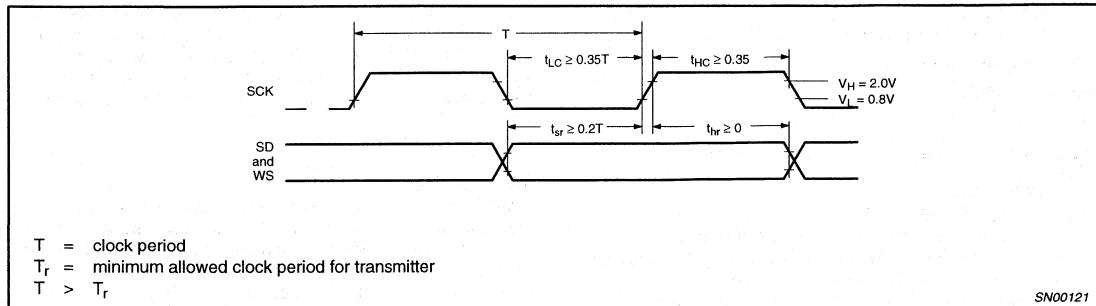 T
t_LC ≥ 0.35T
t_HC ≥ 0.35
SCK
V_H = 2.0V
V_L = 0.8V
t_sr ≥ 0.2T
t_hr ≥ 0
SD
and
WS
T = clock period
T_r = minimum allowed clock period for transmitter
T > T_r
SN00121